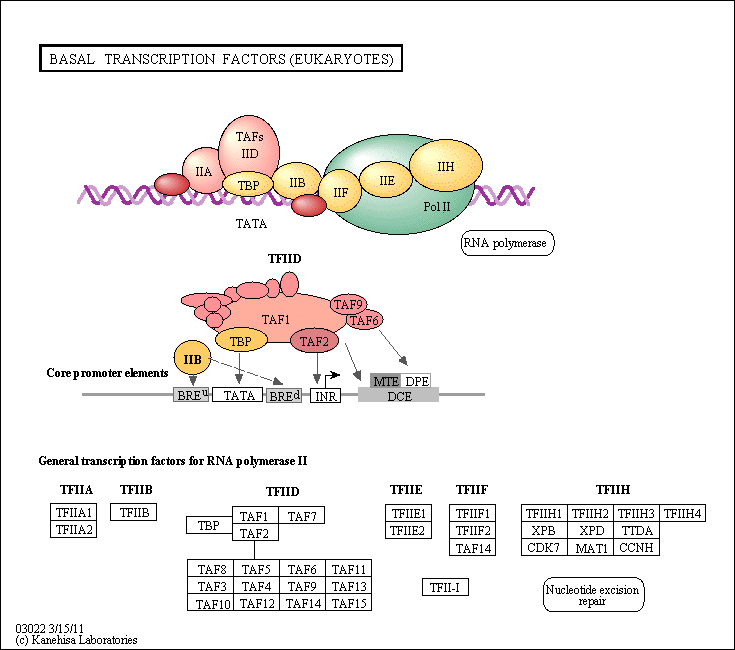 BASAL TRANSCRIPTION FACTORS (EUKARYOTES)
TAFs
IID
IIA
TBP
IIB
IIF
IIE
IIH
Pol II
TATA
RNA polymerase
TFIID
TAF9
TAF6
TAF1
TBP
TAF2
IIB
Core promoter elements
MTE DPE
BREu TATA BREd INR DCE
General transcription factors for RNA polymerase II
TFIIA TFIIB TFIID TFIIE TFIIF TFIIH
TFIIA1
TFIIA2
TFIIB
TBP
TAF1 TAF7
TAF2
TAF8 TAF5 TAF6 TAF11
TAF3 TAF4 TAF9 TAF13
TAF10 TAF12 TAF14 TAF15
TFIIE1
TFIIE2
TFIIF1
TFIIF2
TAF14
TFIIH1 TFIIH2 TFIIH3 TFIIH4
XPB XPD TTDA
CDK7 MAT1 CCNH
TFII-I
Nucleotide excision
repair
03022 3/15/11
(c) Kanehisa Laboratories